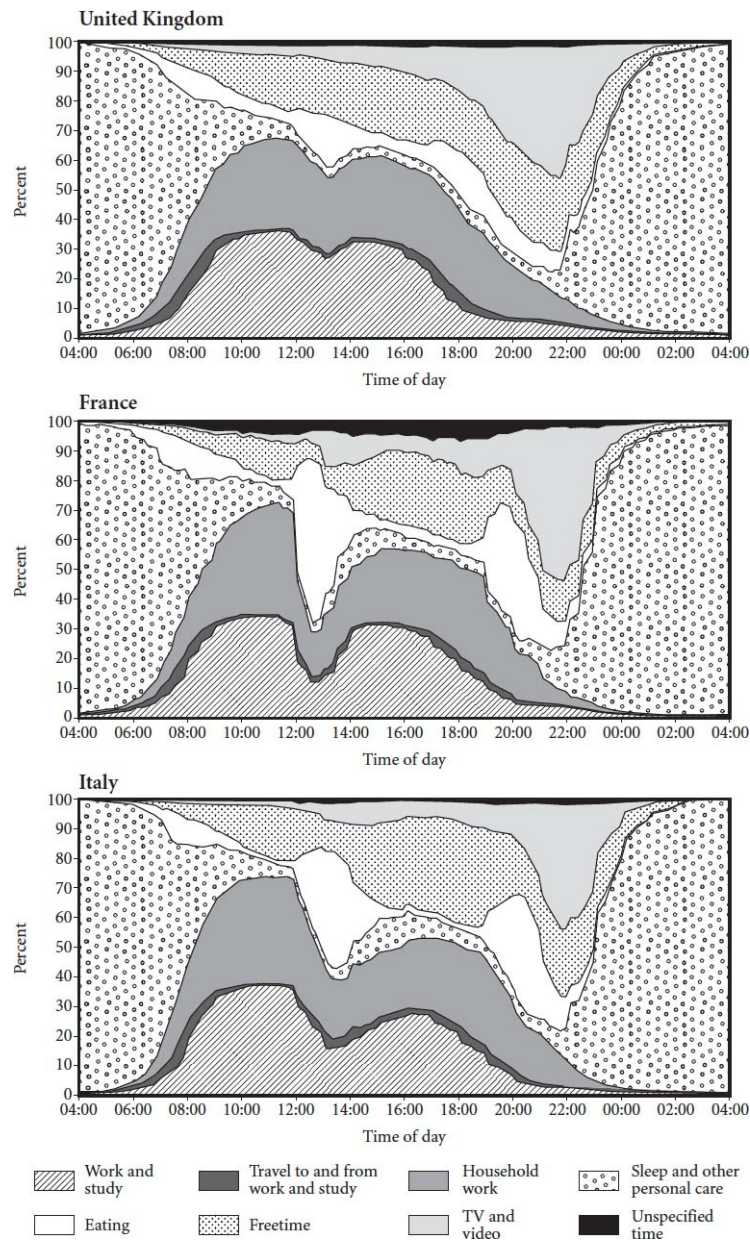 United Kingdom
100
90
80
70
60
50
40
30
20
10
0
Percent
04:00 06:00 08:00 10:00 12:00 14:00 16:00 18:00 20:00 22:00 00:00 02:00 04:00
Time of day
France
100
90
80
70
60
50
40
30
20
10
0
Percent
04:00 06:00 08:00 10:00 12:00 14:00 16:00 18:00 20:00 22:00 00:00 02:00 04:00
Time of day
Italy
100
90
80
70
60
50
40
30
20
10
0
Percent
04:00 06:00 08:00 10:00 12:00 14:00 16:00 18:00 20:00 22:00 00:00 02:00 04:00
Time of day
Work and
study
Travel to and from
work and study
Household
work
Sleep and other
personal care
Eating
Freetime
TV and
video
Unspecified
time